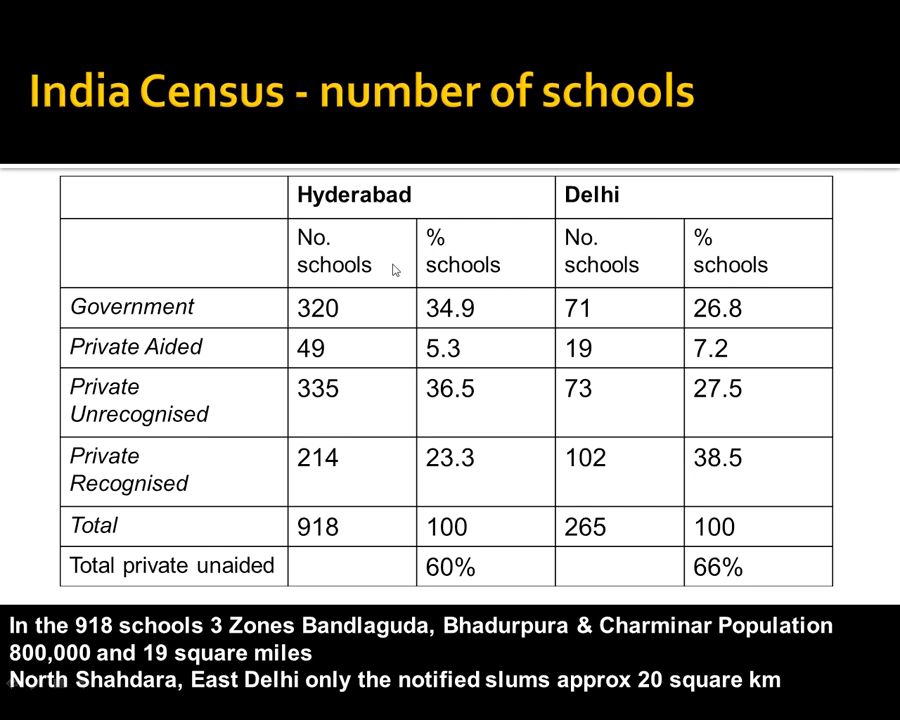 India Census - number of schools
Hyderabad Delhi
No. schools % schools No. schools % schools
Government 320 34.9 71 26.8
Private Aided 49 5.3 19 7.2
Private Unrecognised 335 36.5 73 27.5
Private Recognised 214 23.3 102 38.5
Total 918 100 265 100
Total private unaided 60% 66%
In the 918 schools 3 Zones Bandlaguda, Bhadurpura & Charminar Population
800,000 and 19 square miles
North Shahdara, East Delhi only the notified slums approx 20 square km